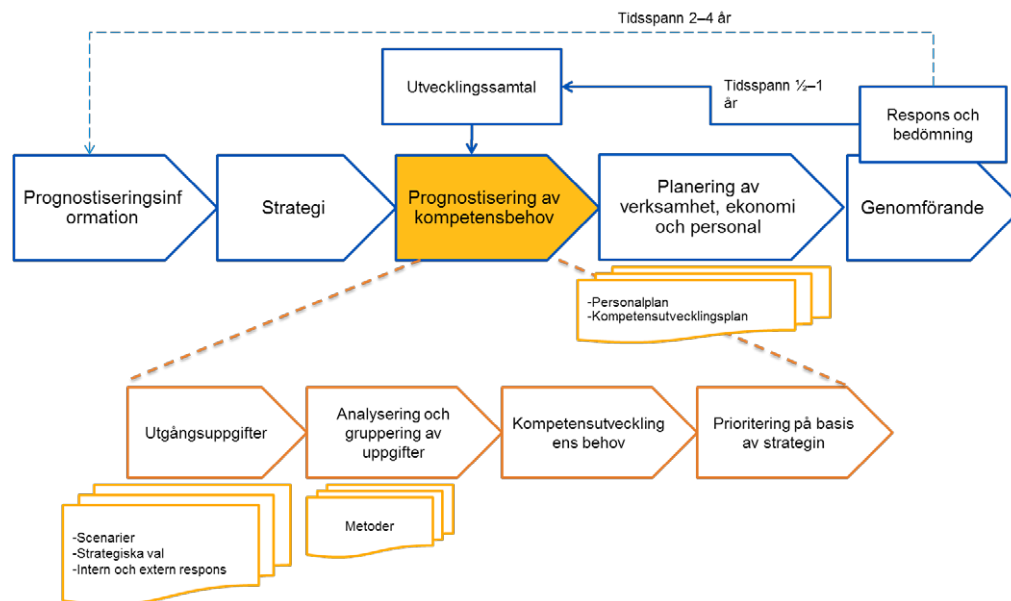 Tidsspann 2–4 år
Utvecklingssamtal
Tidsspann ½–1
år
Respons och
bedömning
Prognostiseringsinf
ormation
Strategi
Prognostisering av
kompetensbehov
Planering av
verksamhet, ekonomi
och personal
Genomförande
-Personalplan
-Kompetensutvecklingsplan
Utgångsuppgifter
Analysering och
gruppering av
uppgifter
Kompetensutveckling
ens behov
Prioritering på basis
av strategin
-Scenarier
-Strategiska val
-Intern och extern respons
Metoder